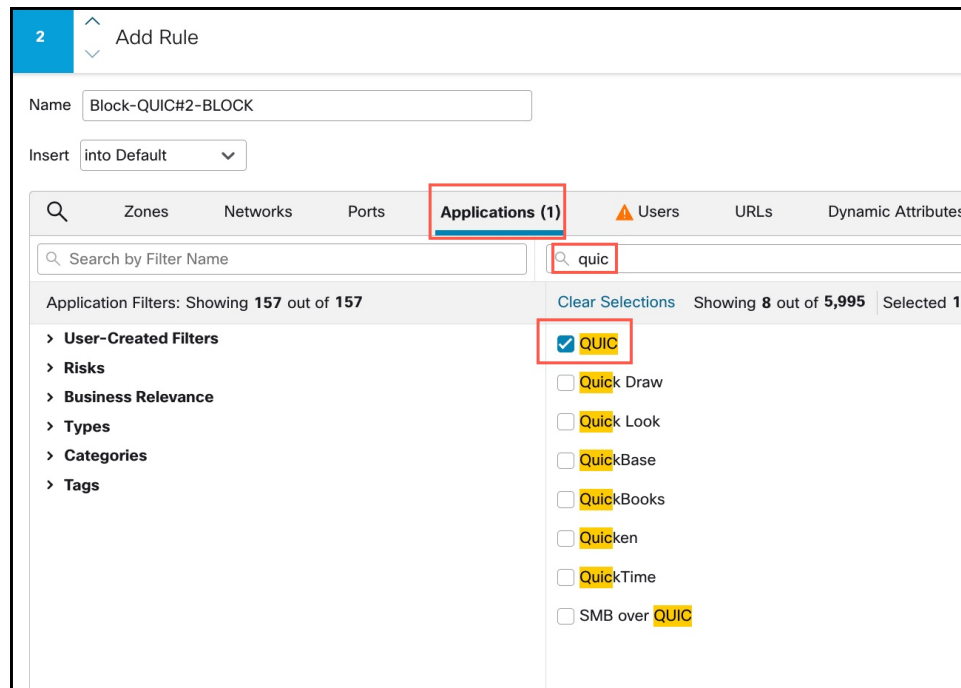 2
Add Rule
Name Block-QUIC#2-BLOCK
Insert into Default
Zones Networks Ports Applications (1) Users URLs Dynamic Attributes
Search by Filter Name
quic
Application Filters: Showing 157 out of 157
Clear Selections Showing 8 out of 5,995 Selected 1
User-Created Filters
Risks
Business Relevance
Types
Categories
Tags
QUIC
Quick Draw
Quick Look
QuickBase
QuickBooks
Quicken
QuickTime
SMB over QUIC